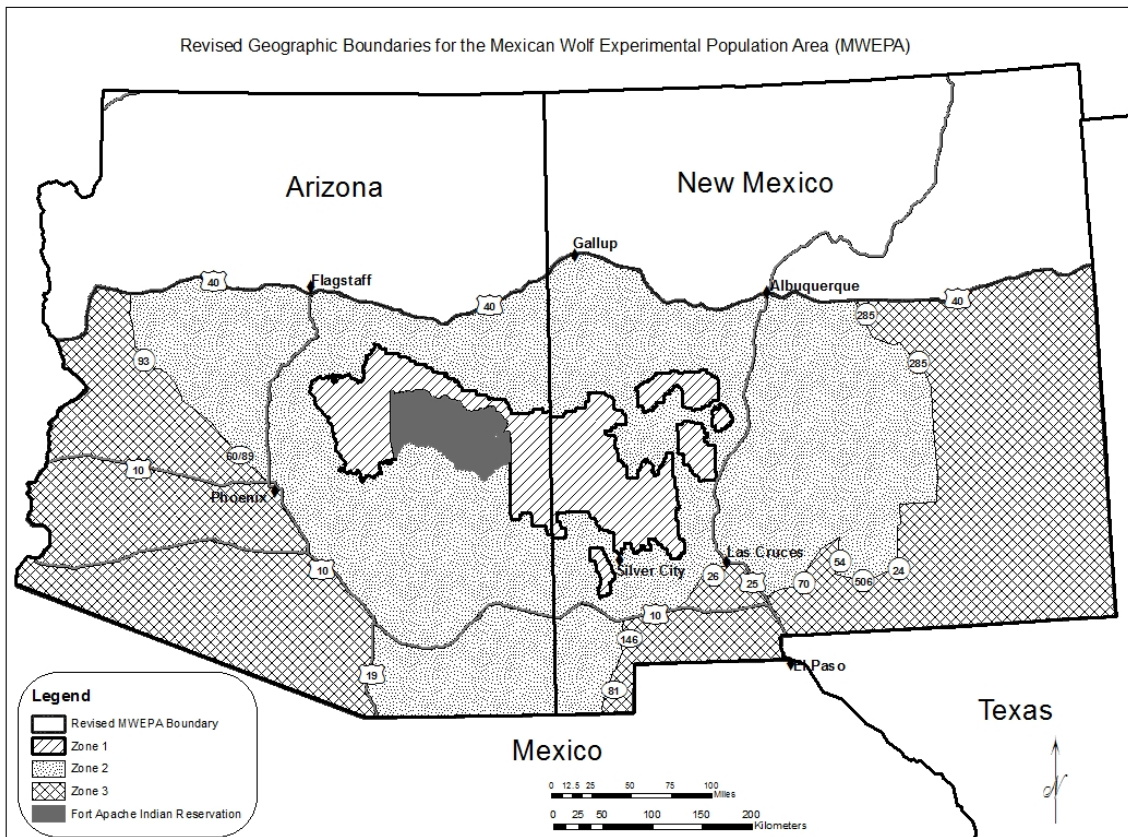 Revised Geographic Boundaries for the Mexican Wolf Experimental Population Area (MWEPA)
Arizona
New Mexico
Gallup
Flagstaff
Albuquerque
40
40
40
285
285
93
60/89
10
Phoenix
10
Las Cruces
Silver City
26
25
70
54
506
24
10
146
19
81
El Paso
Texas
Mexico
N
Legend
Revised MWEPA Boundary
Zone 1
Zone 2
Zone 3
Fort Apache Indian Reservation
0 12.5 25 50 75 100
Miles
0 25 50 100 150 200
Kilometers